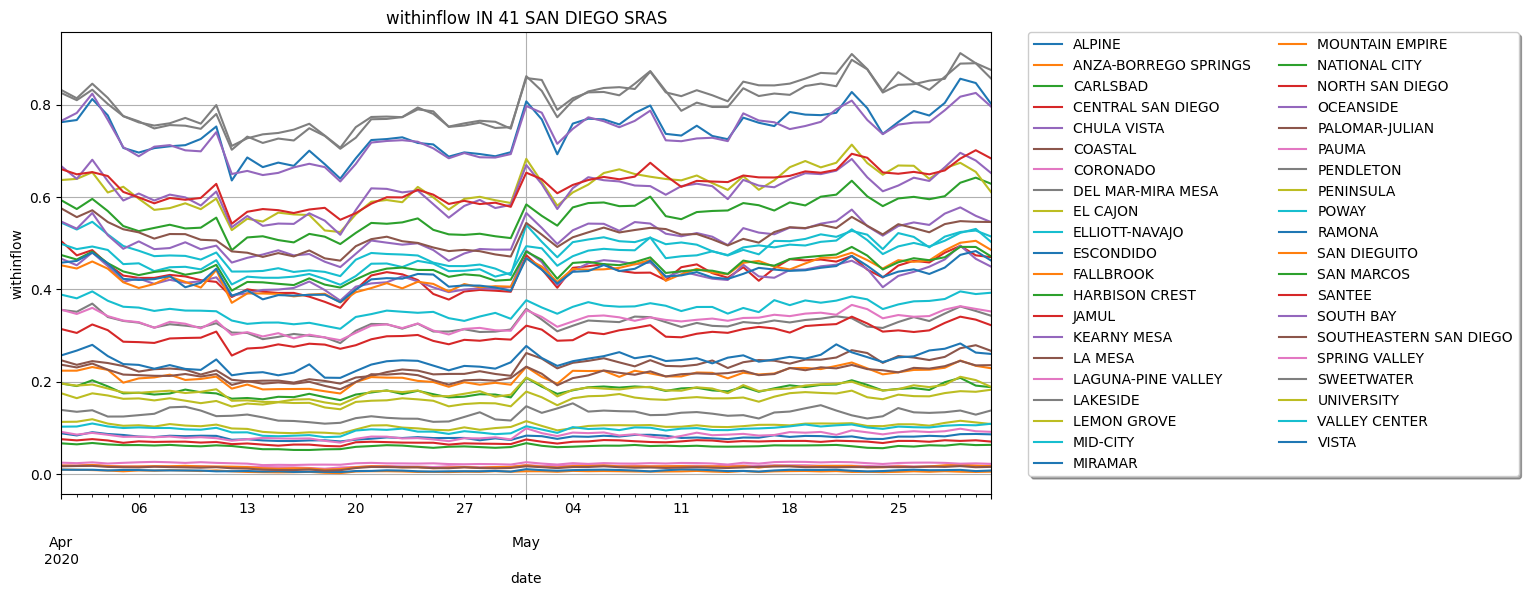 withinflow IN 41 SAN DIEGO SRAS
withinflow
0.8
0.6
0.4
0.2
0.0
06
13
20
27
04
11
18
25
Apr
2020
May
date
ALPINE
ANZA-BORREGO SPRINGS
CARLSBAD
CENTRAL SAN DIEGO
CHULA VISTA
COASTAL
CORONADO
DEL MAR-MIRA MESA
EL CAJON
ELLIOTT-NAVAJO
ESCONDIDO
FALLBROOK
HARBISON CREST
JAMUL
KEARNY MESA
LA MESA
LAGUNA-PINE VALLEY
LAKESIDE
LEMON GROVE
MID-CITY
MIRAMAR
MOUNTAIN EMPIRE
NATIONAL CITY
NORTH SAN DIEGO
OCEANSIDE
PALOMAR-JULIAN
PAUMA
PENDLETON
PENINSULA
POWAY
RAMONA
SAN DIEGUITO
SAN MARCOS
SANTEE
SOUTH BAY
SOUTHEASTERN SAN DIEGO
SPRING VALLEY
SWEETWATER
UNIVERSITY
VALLEY CENTER
VISTA